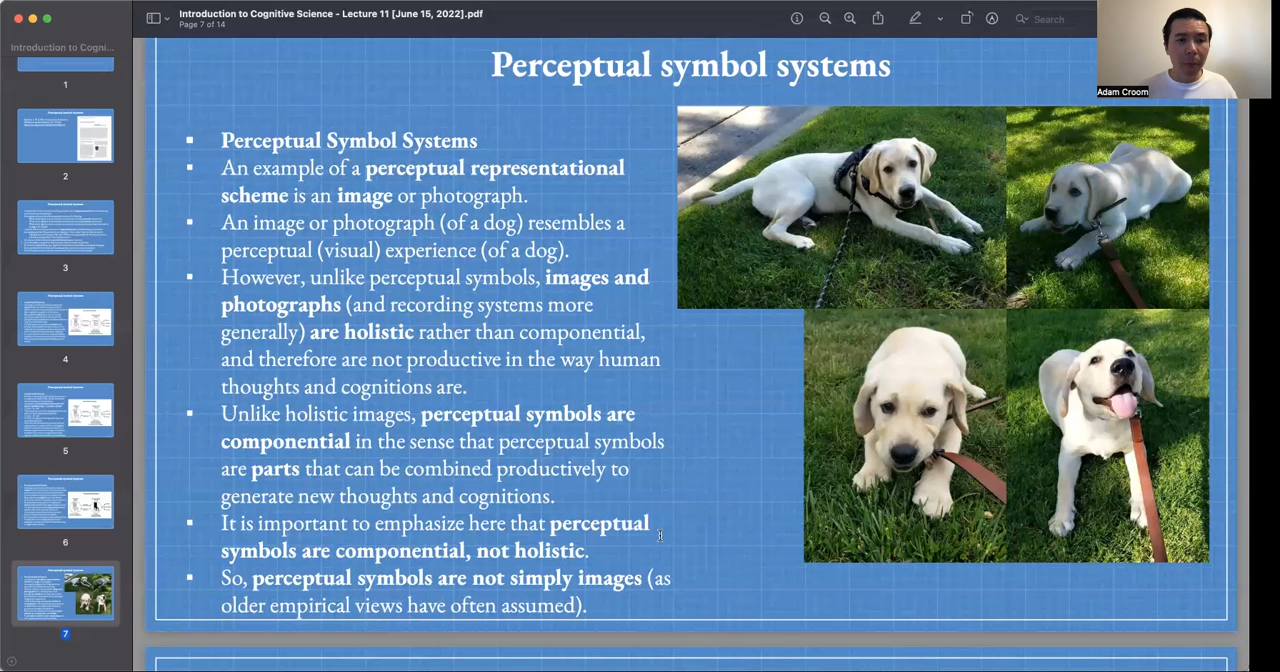 Introduction to Cognitive Science - Lecture 11 [June 15, 2022].pdf
Page 7 of 14
Search
Introduction to Cogni...
1
2
3
4
5
6
7
Adam Croom
Perceptual symbol systems
▪ Perceptual Symbol Systems
▪ An example of a perceptual representational
scheme is an image or photograph.
▪ An image or photograph (of a dog) resembles a
perceptual (visual) experience (of a dog).
▪ However, unlike perceptual symbols, images and
photographs (and recording systems more
generally) are holistic rather than componential,
and therefore are not productive in the way human
thoughts and cognitions are.
▪ Unlike holistic images, perceptual symbols are
componential in the sense that perceptual symbols
are parts that can be combined productively to
generate new thoughts and cognitions.
▪ It is important to emphasize here that perceptual
symbols are componential, not holistic.
▪ So, perceptual symbols are not simply images (as
older empirical views have often assumed).